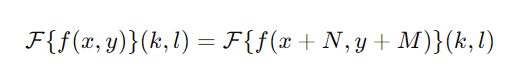 ℱ{f(x, y)}(k, l) = ℱ{f(x + N, y + M)}(k, l)